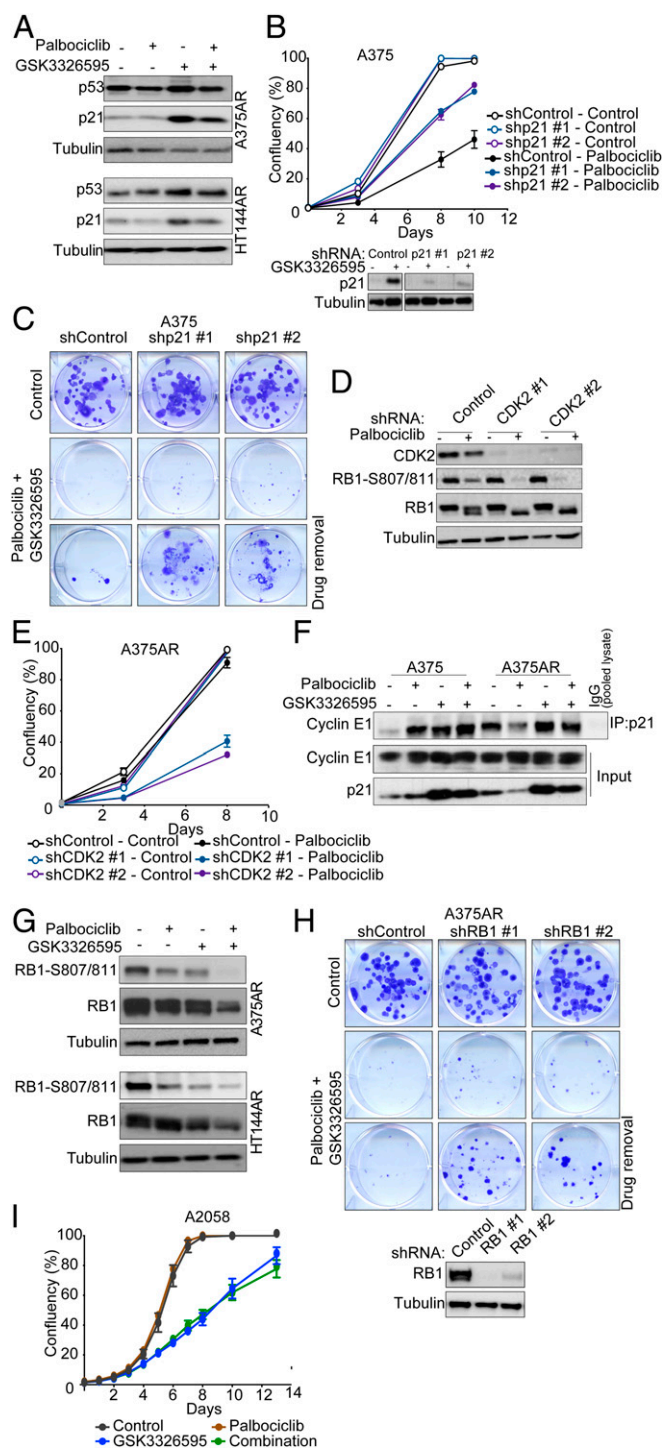 A
Palbociclib - + - +
GSK3326595 - - + +
p53
p21
Tubulin
A375AR
p53
p21
Tubulin
HT144AR
B
A375
Confluency (%)
100
80
60
40
20
0
0 2 4 6 8 10 12
Days
shControl - Control
shp21 #1 - Control
shp21 #2 - Control
shControl - Palbociclib
shp21 #1 - Palbociclib
shp21 #2 - Palbociclib
shRNA: Control p21 #1 p21 #2
GSK3326595 - + - + - +
p21
Tubulin
C
A375
shControl shp21 #1 shp21 #2
Control
Palbociclib +
GSK3326595
Drug removal
D
shRNA: Control CDK2 #1 CDK2 #2
Palbociclib - + - + - +
CDK2
RB1-S807/811
RB1
Tubulin
E
A375AR
Confluency (%)
100
80
60
40
20
0
0 2 4 6 8 10
Days
shControl - Control shControl - Palbociclib
shCDK2 #1 - Control shCDK2 #1 - Palbociclib
shCDK2 #2 - Control shCDK2 #2 - Palbociclib
F
A375 A375AR
IgG
(pooled lysate)
Palbociclib - + - + - + - +
GSK3326595 - - + + - - + +
Cyclin E1
IP:p21
Cyclin E1
p21
Input
G
Palbociclib - + - +
GSK3326595 - - + +
RB1-S807/811
RB1
Tubulin
A375AR
RB1-S807/811
RB1
Tubulin
HT144AR
H
A375AR
shControl shRB1 #1 shRB1 #2
Control
Palbociclib +
GSK3326595
Drug removal
shRNA: Control RB1 #1 RB1 #2
RB1
Tubulin
I
A2058
Confluency (%)
100
80
60
40
20
0
0 2 4 6 8 10 12 14
Days
Control Palbociclib
GSK3326595 Combination